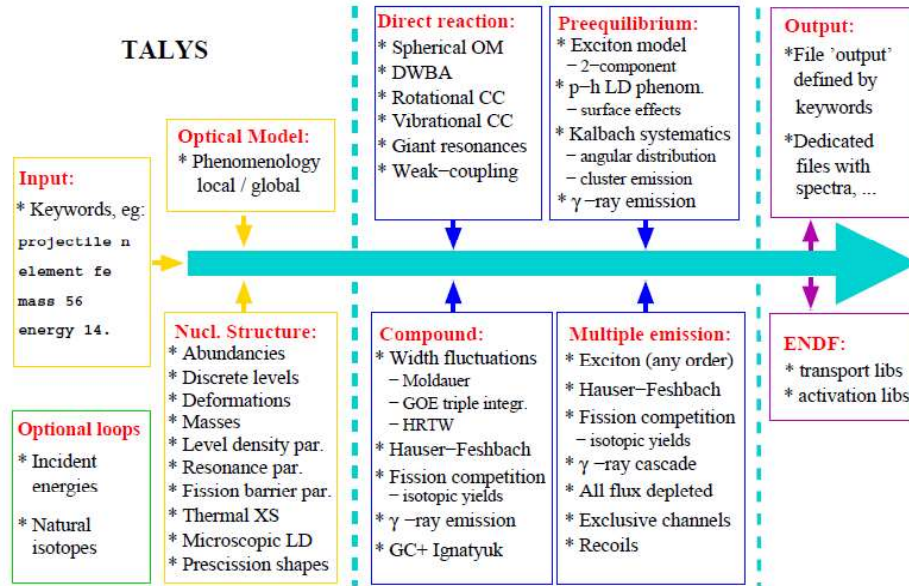 TALYS
Input:
* Keywords, eg:
projectile n
element fe
mass 56
energy 14.
Optional loops
* Incident
energies
* Natural
isotopes
Optical Model:
* Phenomenology
local / global
Nucl. Structure:
* Abundancies
* Discrete levels
* Deformations
* Masses
* Level density par.
* Resonance par.
* Fission barrier par.
* Thermal XS
* Microscopic LD
* Prescission shapes
Direct reaction:
* Spherical OM
* DWBA
* Rotational CC
* Vibrational CC
* Giant resonances
* Weak−coupling
Compound:
* Width fluctuations
− Moldauer
− GOE triple integr.
− HRTW
* Hauser−Feshbach
* Fission competition
− isotopic yields
* γ −ray emission
* GC+ Ignatyuk
Preequilibrium:
* Exciton model
− 2−component
* p−h LD phenom.
− surface effects
* Kalbach systematics
− angular distribution
− cluster emission
* γ −ray emission
Multiple emission:
* Exciton (any order)
* Hauser−Feshbach
* Fission competition
− isotopic yields
* γ −ray cascade
* All flux depleted
* Exclusive channels
* Recoils
Output:
*File 'output'
defined by
keywords
*Dedicated
files with
spectra, ...
ENDF:
* transport libs
* activation libs